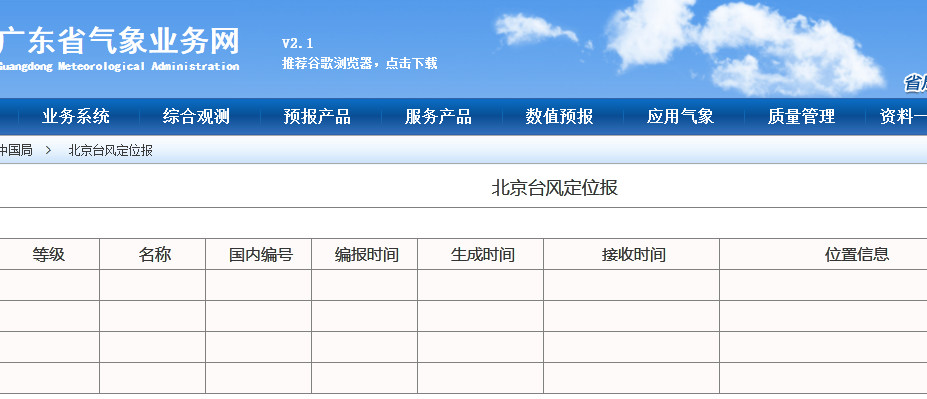 广东省气象业务网
Guangdong Meteorological Administration
v2.1
推荐谷歌浏览器，点击下载
省
业务系统 综合观测 预报产品 服务产品 数值预报 应用气象 质量管理 资料一
中国局 > 北京台风定位报
北京台风定位报
等级 名称 国内编号 编报时间 生成时间 接收时间 位置信息